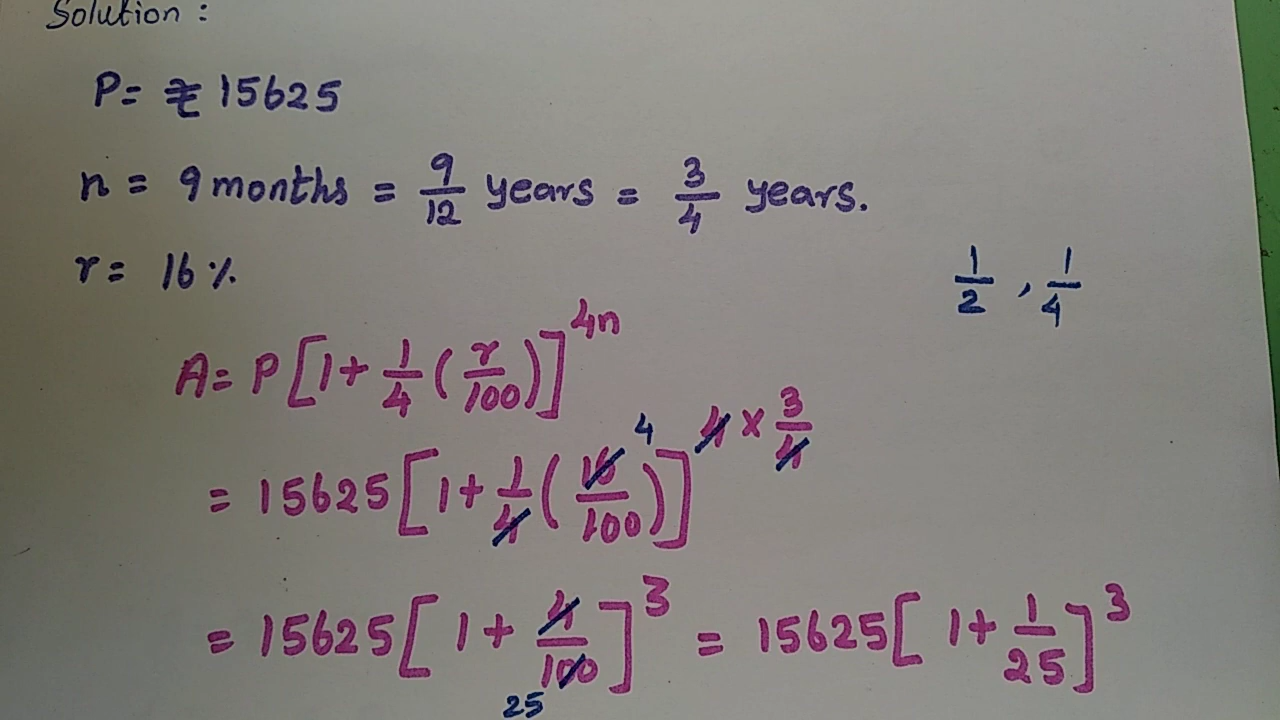 Solution :
P = ₹ 15625
n = 9 months = 9/12 years = 3/4 years.
r = 16 %
1/2 , 1/4
A = P [1 + 1/4 (r/100)]^4n
= 15625 [1 + 1/4 (16/100)]^4 × 3/4
4
= 15625 [1 + 4/100]^3 = 15625 [1 + 1/25]^3
25